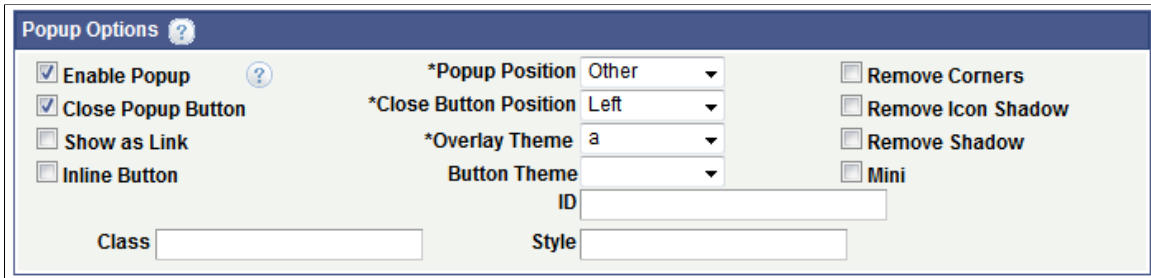 Popup Options ?
Enable Popup ? *Popup Position Other Remove Corners
Close Popup Button *Close Button Position Left Remove Icon Shadow
Show as Link *Overlay Theme a Remove Shadow
Inline Button Button Theme Mini
ID
Class Style